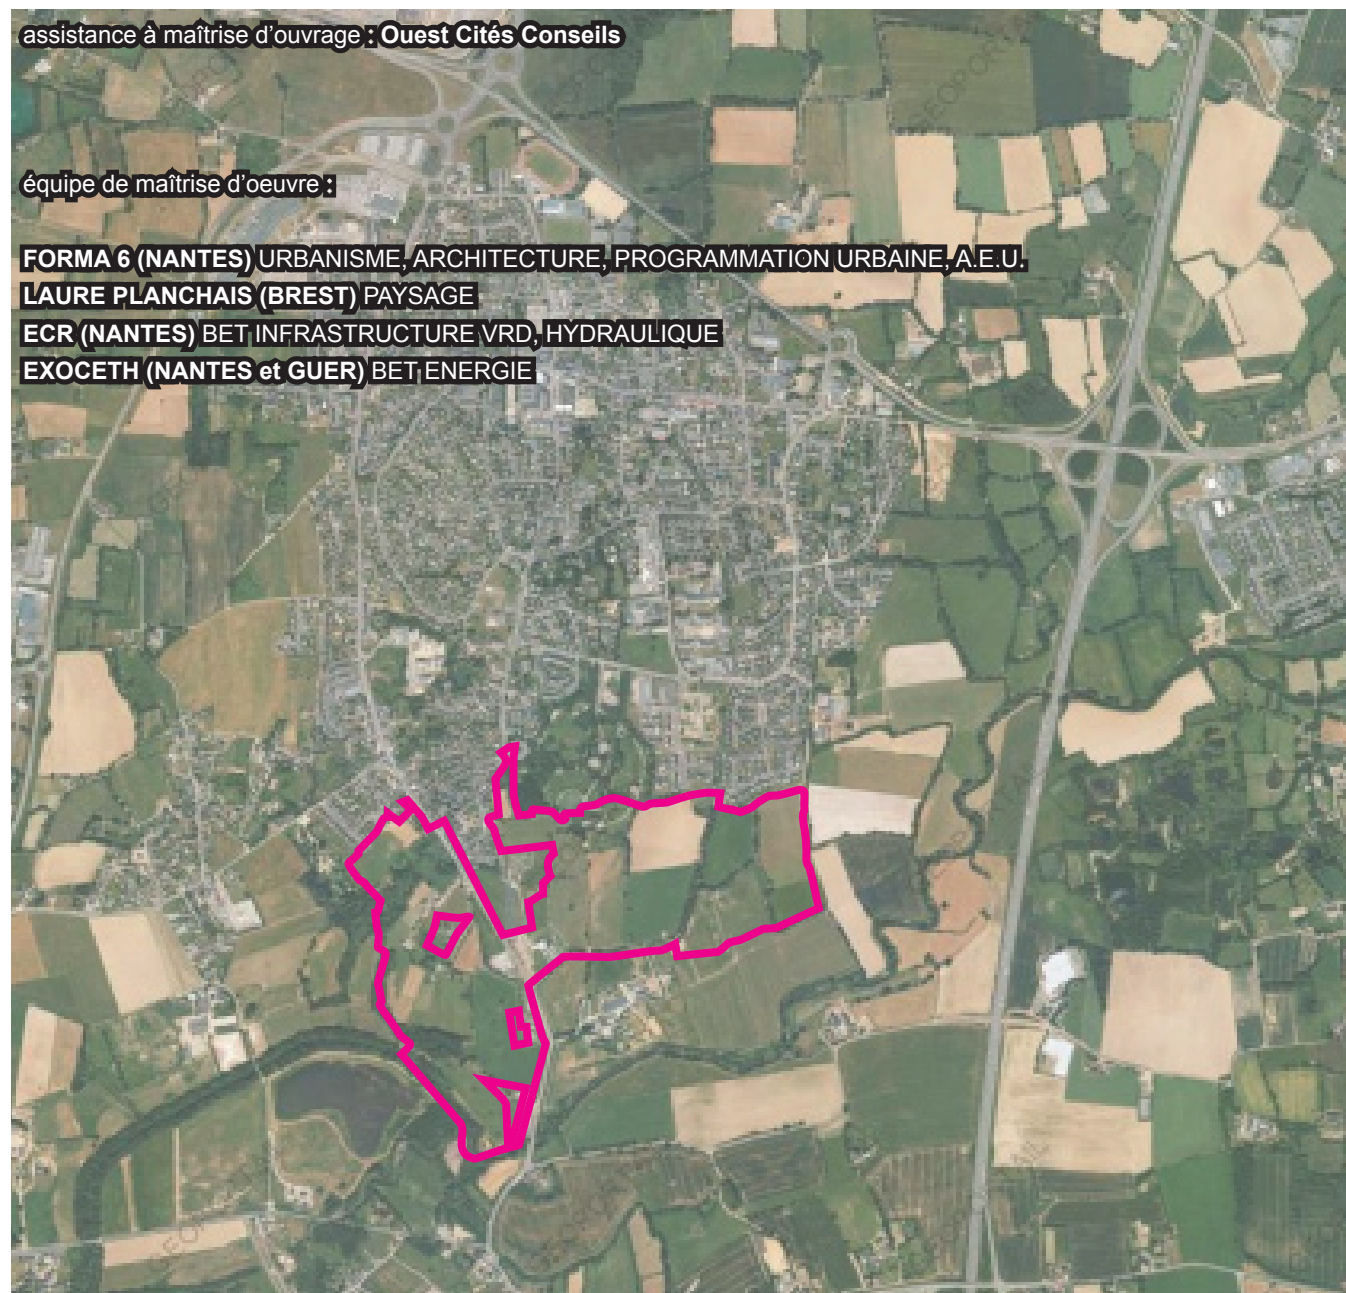 assistance à maîtrise d'ouvrage : Ouest Cités Conseils
équipe de maîtrise d'oeuvre :
FORMA 6 (NANTES) URBANISME, ARCHITECTURE, PROGRAMMATION URBAINE, A.E.U.
LAURE PLANCHAIS (BREST) PAYSAGE
ECR (NANTES) BET INFRASTRUCTURE VRD, HYDRAULIQUE
EXOCETH (NANTES et GUER) BET ENERGIE